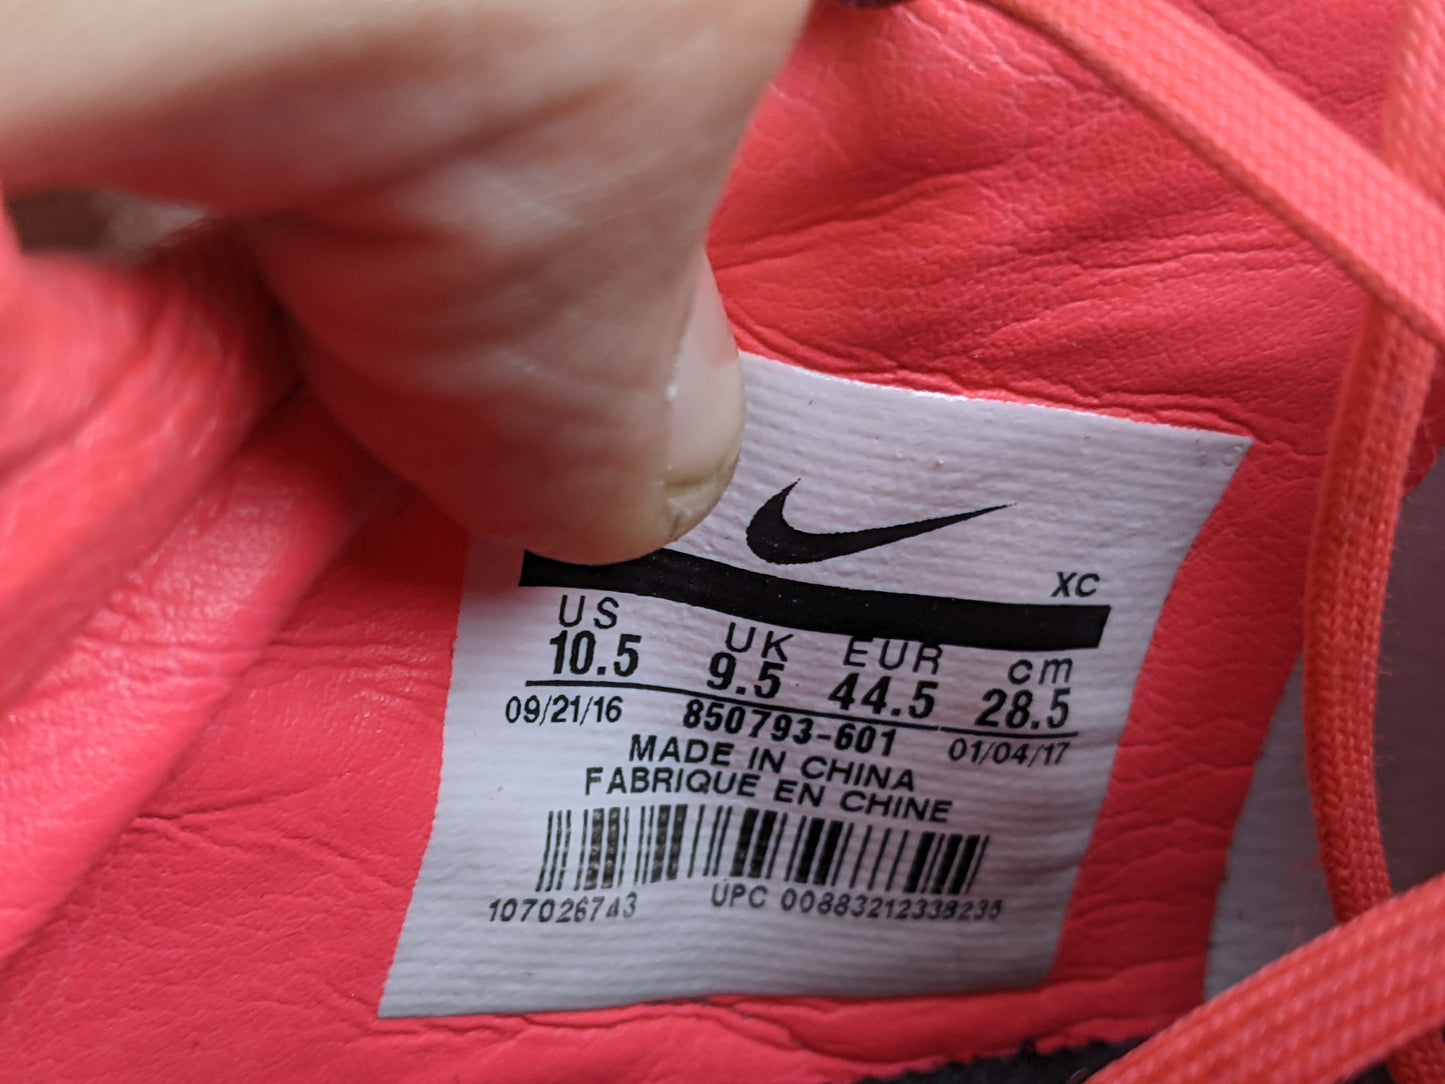 XC
US UK EUR cm
10.5 9.5 44.5 28.5
09/21/16 850793-601 01/04/17
MADE IN CHINA
FABRIQUE EN CHINE
107026743 UPC 00883212338235